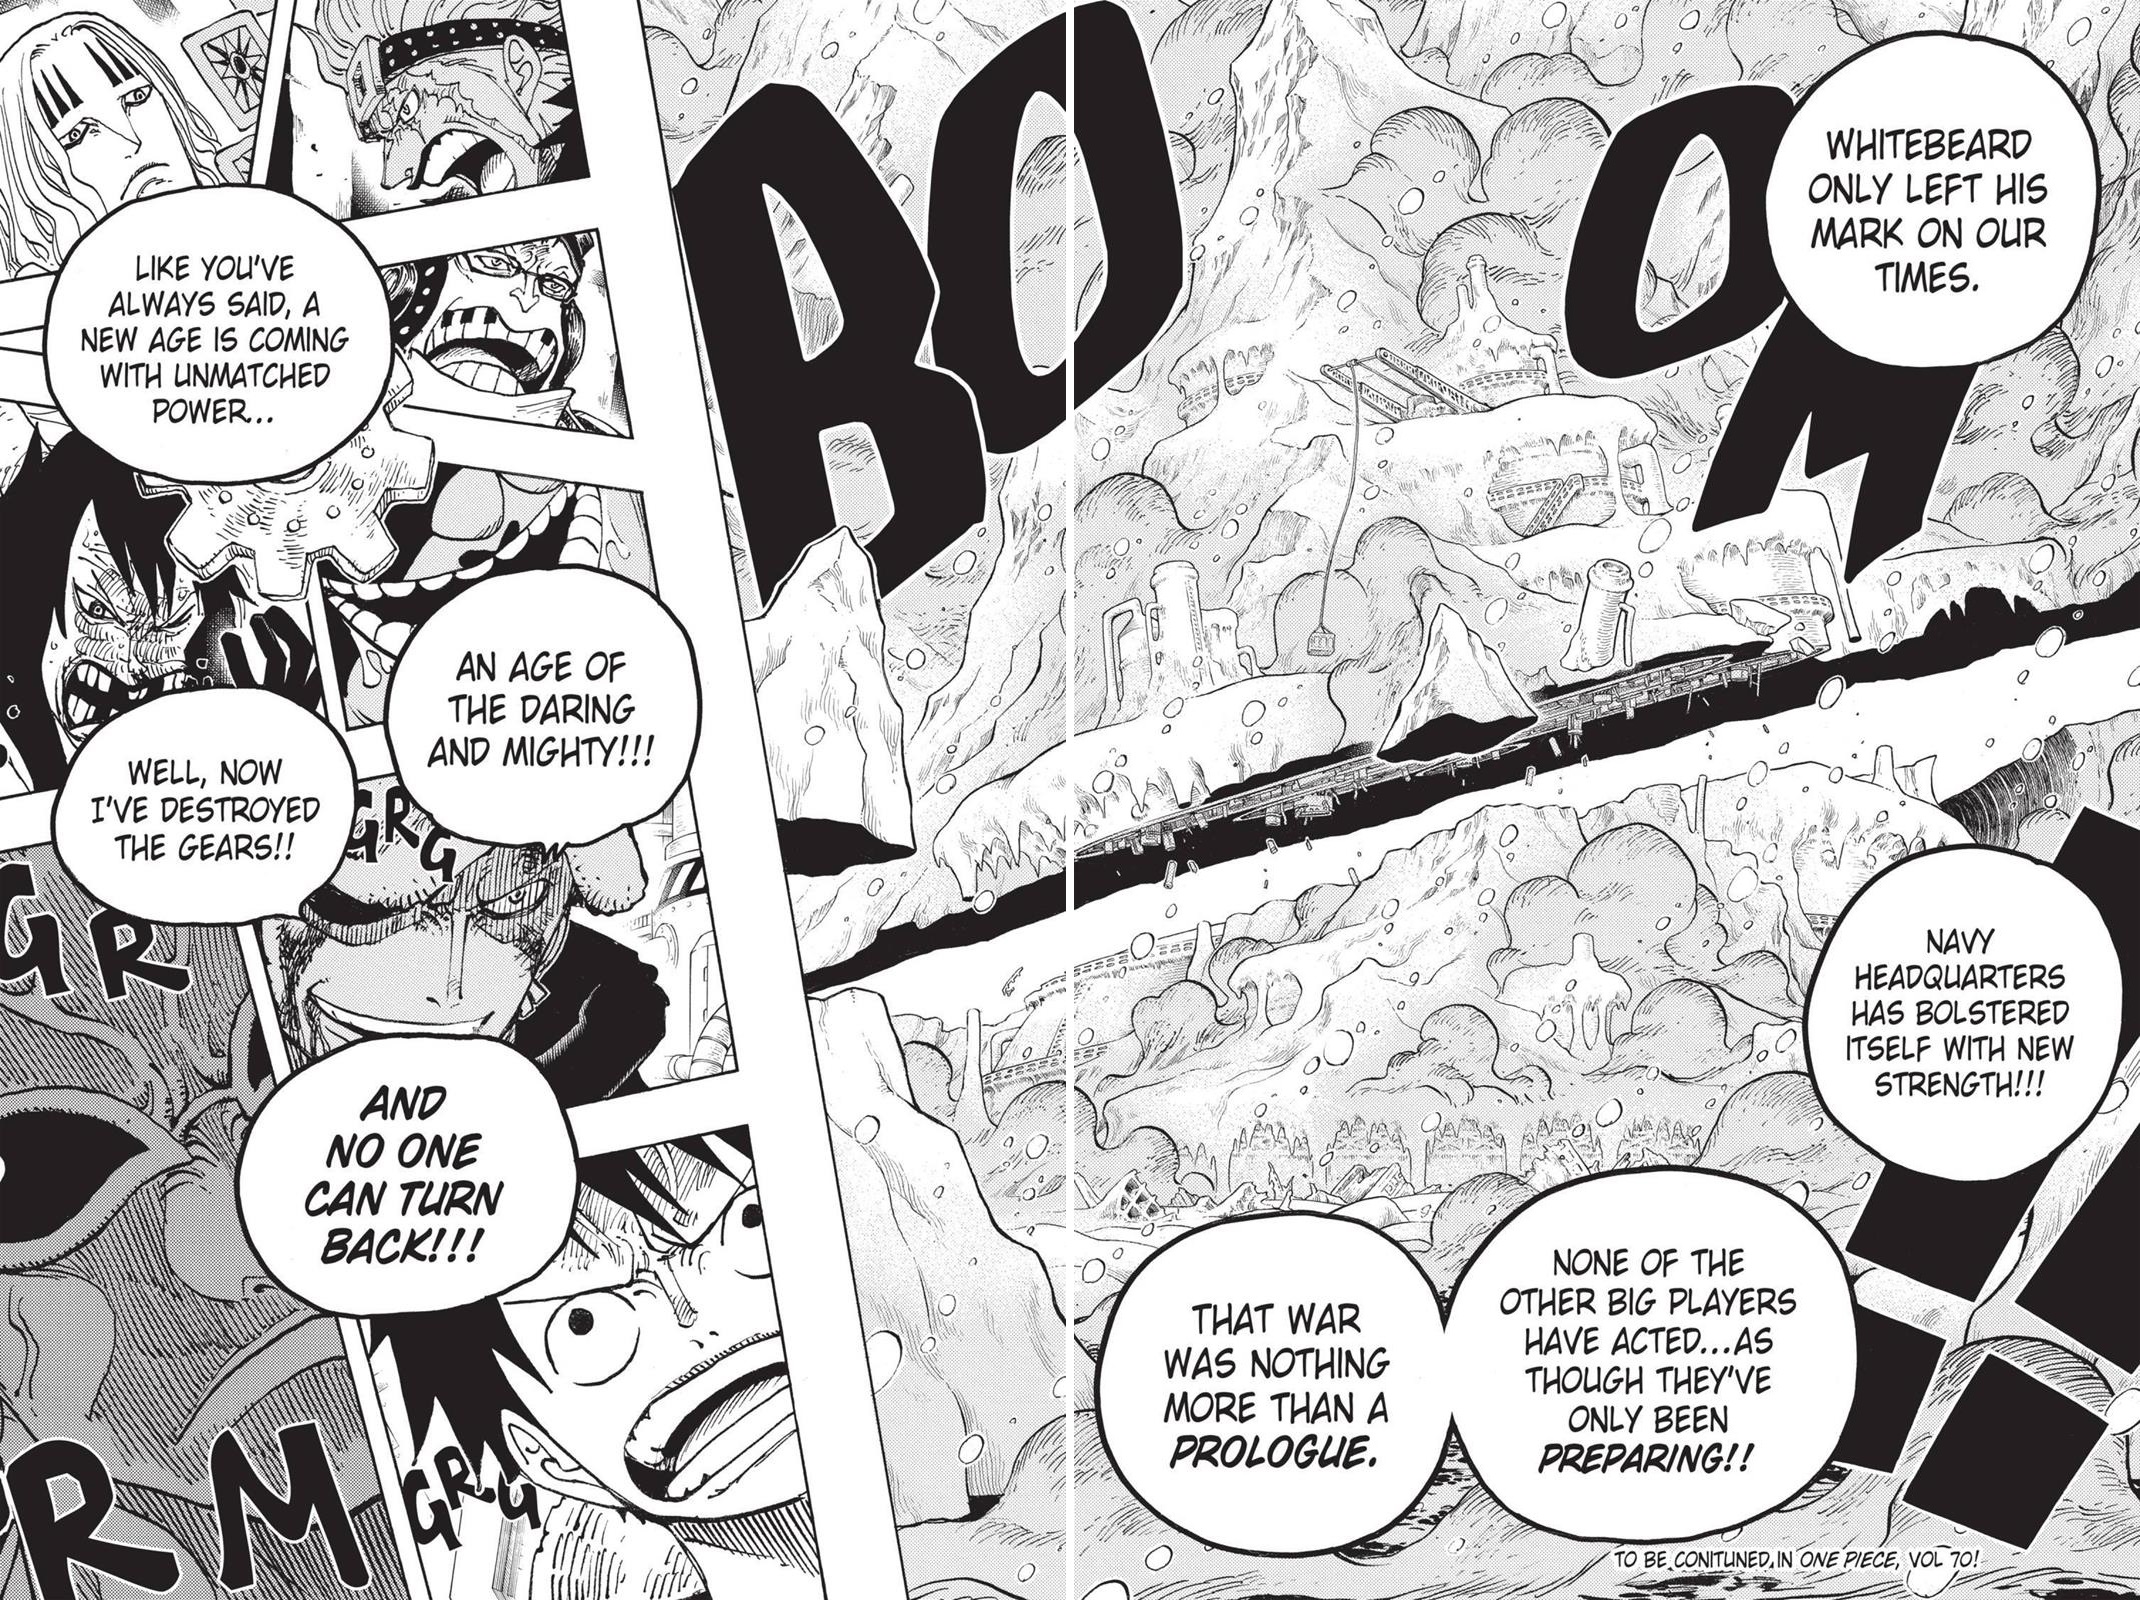 WHITEBEARD
ONLY LEFT HIS
MARK ON OUR
TIMES.
BOOM!!
NAVY
HEADQUARTERS
HAS BOLSTERED
ITSELF WITH NEW
STRENGTH!!!
NONE OF THE
OTHER BIG PLAYERS
HAVE ACTED...AS
THOUGH THEY'VE
ONLY BEEN
PREPARING!!
THAT WAR
WAS NOTHING
MORE THAN A
PROLOGUE.
LIKE YOU'VE
ALWAYS SAID, A
NEW AGE IS COMING
WITH UNMATCHED
POWER...
AN AGE OF
THE DARING
AND MIGHTY!!!
WELL, NOW
I'VE DESTROYED
THE GEARS!!
GRG
GR
AND
NO ONE
CAN TURN
BACK!!!
GRG
RM
TO BE CONITUNED IN ONE PIECE, VOL 70!